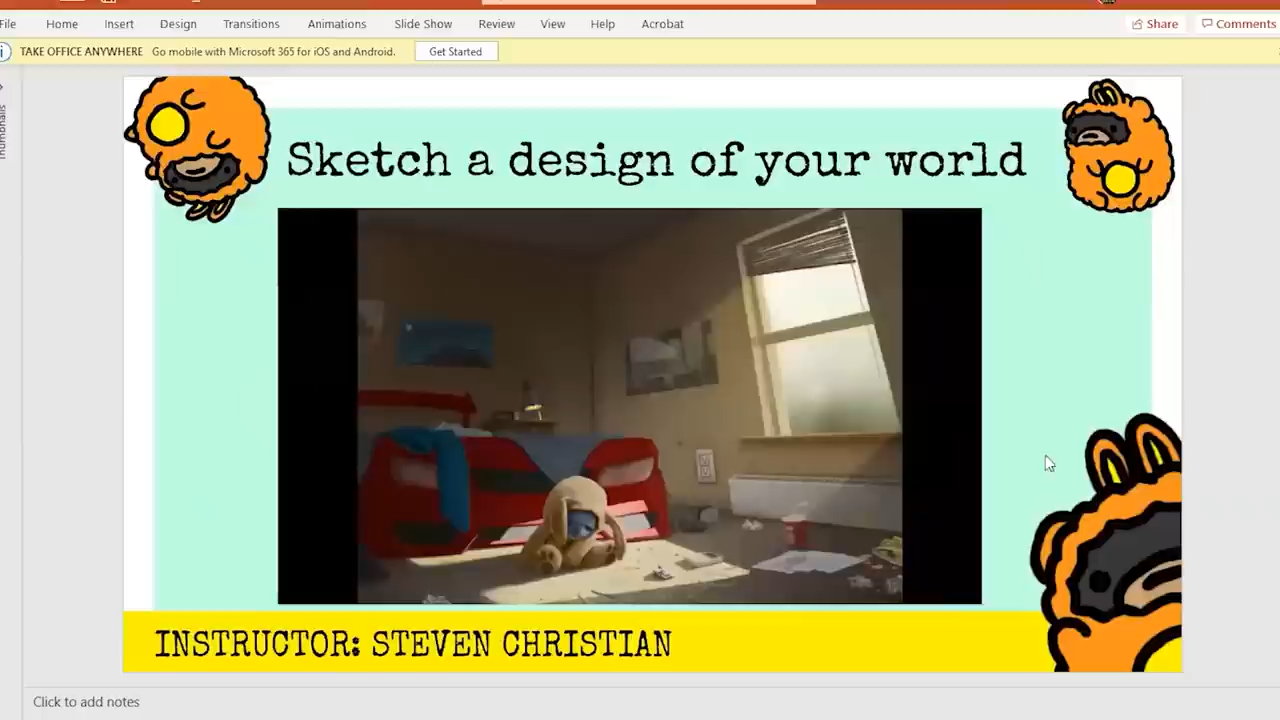 File Home Insert Design Transitions Animations Slide Show Review View Help Acrobat Share Comments
TAKE OFFICE ANYWHERE Go mobile with Microsoft 365 for iOS and Android. Get Started
Thumbnails
Sketch a design of your world
INSTRUCTOR: STEVEN CHRISTIAN
Click to add notes